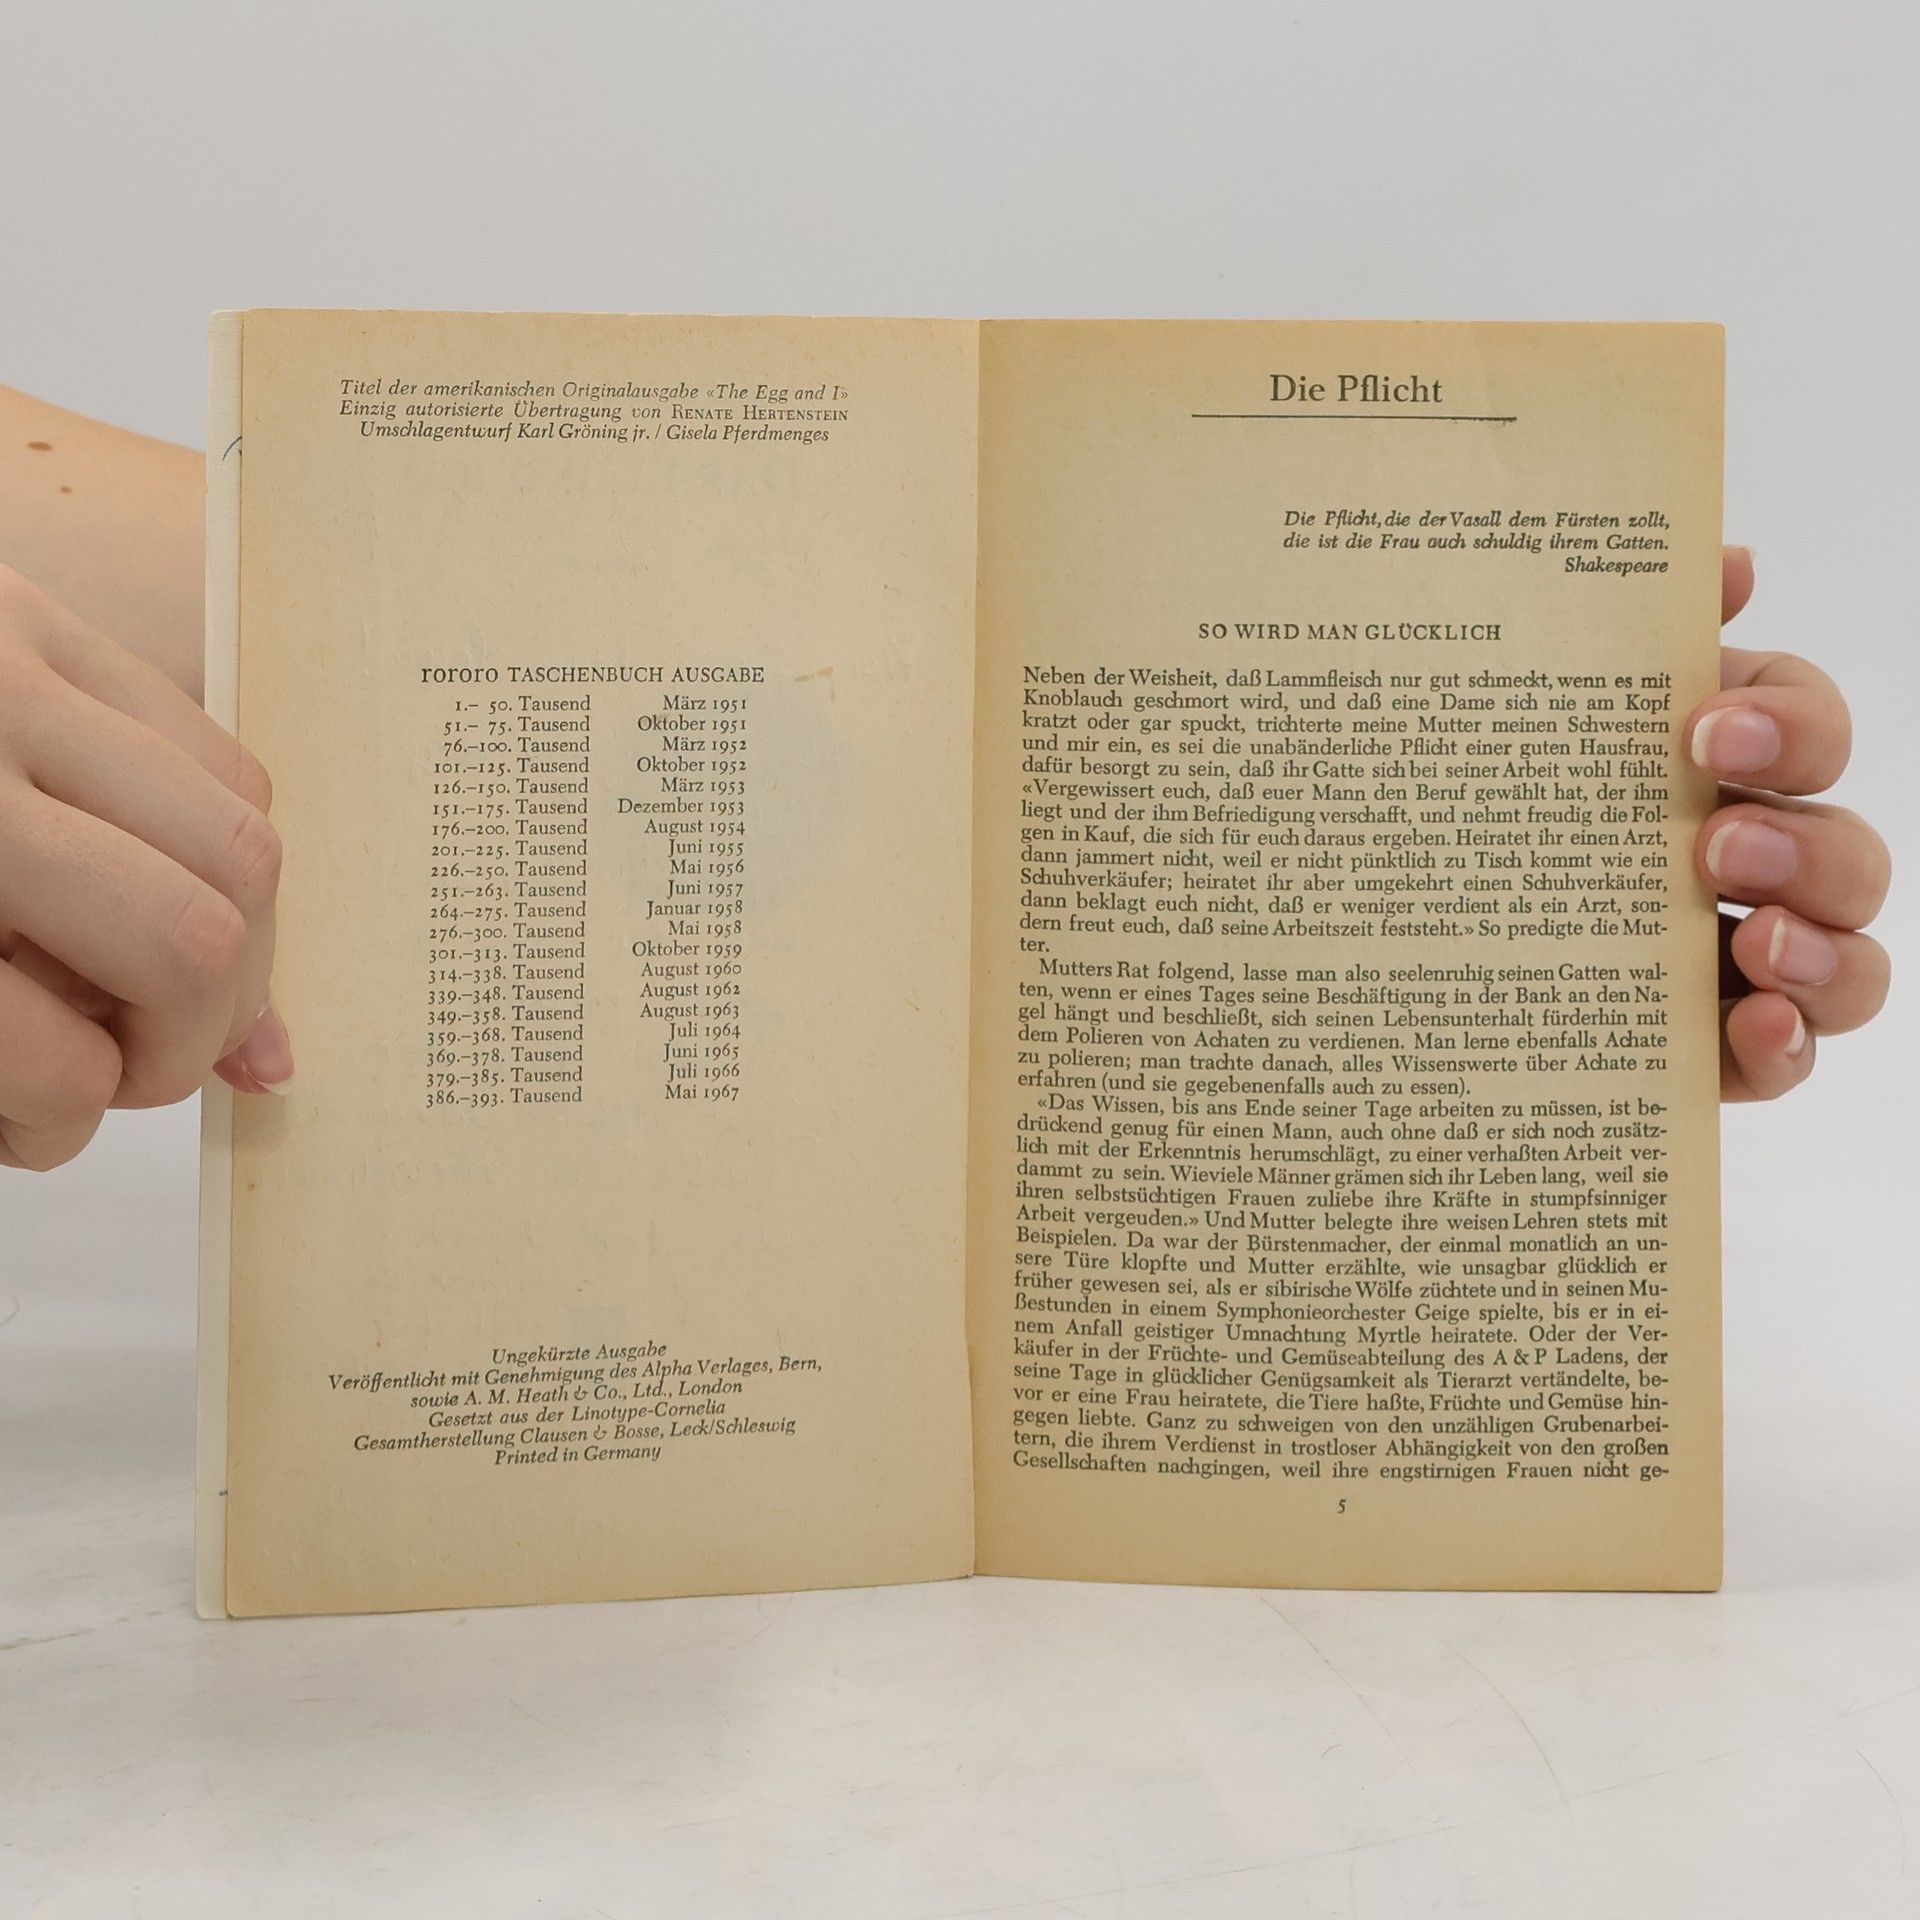 Titel der amerikanischen Originalausgabe «The Egg and I»
Einzig autorisierte Übertragung von RENATE HERTENSTEIN
Umschlagentwurf Karl Gröning jr. / Gisela Pferdmenges
rororo TASCHENBUCH AUSGABE
1.– 50. Tausend März 1951
51.– 75. Tausend Oktober 1951
76.–100. Tausend März 1952
101.–125. Tausend Oktober 1952
126.–150. Tausend März 1953
151.–175. Tausend Dezember 1953
176.–200. Tausend August 1954
201.–225. Tausend Juni 1955
226.–250. Tausend Mai 1956
251.–263. Tausend Juni 1957
264.–275. Tausend Januar 1958
276.–300. Tausend Mai 1958
301.–313. Tausend Oktober 1959
314.–338. Tausend August 1960
339.–348. Tausend August 1962
349.–358. Tausend August 1963
359.–368. Tausend Juli 1964
369.–378. Tausend Juni 1965
379.–385. Tausend Juli 1966
386.–393. Tausend Mai 1967
Ungekürzte Ausgabe
Veröffentlicht mit Genehmigung des Alpha Verlages, Bern,
sowie A. M. Heath & Co., Ltd., London
Gesetzt aus der Linotype-Cornelia
Gesamtherstellung Clausen & Bosse, Leck/Schleswig
Printed in Germany
Die Pflicht
Die Pflicht, die der Vasall dem Fürsten zollt,
die ist die Frau auch schuldig ihrem Gatten.
Shakespeare
SO WIRD MAN GLÜCKLICH
Neben der Weisheit, daß Lammfleisch nur gut schmeckt, wenn es mit
Knoblauch geschmort wird, und daß eine Dame sich nie am Kopf
kratzt oder gar spuckt, trichterte meine Mutter meinen Schwestern
und mir ein, es sei die unabänderliche Pflicht einer guten Hausfrau,
dafür besorgt zu sein, daß ihr Gatte sich bei seiner Arbeit wohl fühlt.
«Vergewissert euch, daß euer Mann den Beruf gewählt hat, der ihm
liegt und der ihm Befriedigung verschafft, und nehmt freudig die Fol-
gen in Kauf, die sich für euch daraus ergeben. Heiratet ihr einen Arzt,
dann jammert nicht, weil er nicht pünktlich zu Tisch kommt wie ein
Schuhverkäufer; heiratet ihr aber umgekehrt einen Schuhverkäufer,
dann beklagt euch nicht, daß er weniger verdient als ein Arzt, son-
dern freut euch, daß seine Arbeitszeit feststeht.» So predigte die Mut-
ter.
Mutters Rat folgend, lasse man also seelenruhig seinen Gatten wal-
ten, wenn er eines Tages seine Beschäftigung in der Bank an den Na-
gel hängt und beschließt, sich seinen Lebensunterhalt fürderhin mit
dem Polieren von Achaten zu verdienen. Man lerne ebenfalls Achate
zu polieren; man trachte danach, alles Wissenswerte über Achate zu
erfahren (und sie gegebenenfalls auch zu essen).
«Das Wissen, bis ans Ende seiner Tage arbeiten zu müssen, ist be-
drückend genug für einen Mann, auch ohne daß er sich noch zusätz-
lich mit der Erkenntnis herumschlägt, zu einer verhaßten Arbeit ver-
dammt zu sein. Wieviele Männer grämen sich ihr Leben lang, weil sie
ihren selbstsüchtigen Frauen zuliebe ihre Kräfte in stumpfsinniger
Arbeit vergeuden.» Und Mutter belegte ihre weisen Lehren stets mit
Beispielen. Da war der Bürstenmacher, der einmal monatlich an un-
sere Türe klopfte und Mutter erzählte, wie unsagbar glücklich er
früher gewesen sei, als er sibirische Wölfe züchtete und in seinen Mu-
ßestunden in einem Symphonieorchester Geige spielte, bis er in ei-
nem Anfall geistiger Umnachtung Myrtle heiratete. Oder der Ver-
käufer in der Früchte- und Gemüseabteilung des A & P Ladens, der
seine Tage in glücklicher Genügsamkeit als Tierarzt vertändelte, be-
vor er eine Frau heiratete, die Tiere haßte, Früchte und Gemüse hin-
gegen liebte. Ganz zu schweigen von den unzähligen Grubenarbei-
tern, die ihrem Verdienst in trostloser Abhängigkeit von den großen
Gesellschaften nachgingen, weil ihre engstirnigen Frauen nicht ge-
5